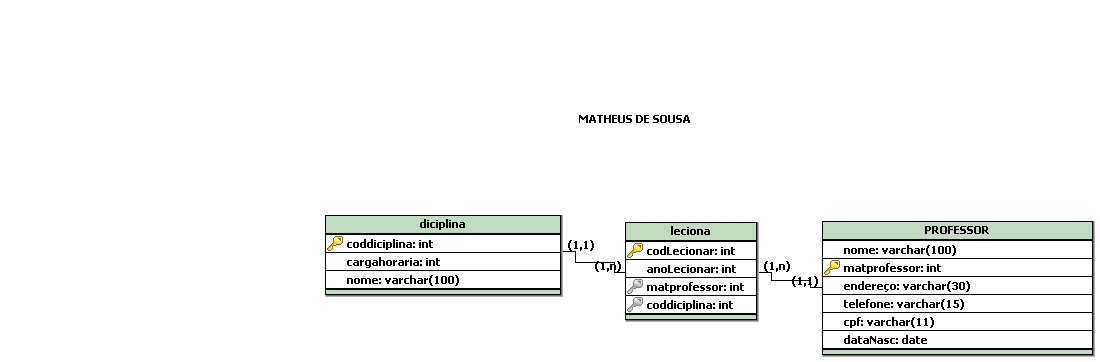 MATHEUS DE SOUSA
diciplina
coddiciplina: int
cargahoraria: int
nome: varchar(100)
(1,1)
(1,n)
leciona
codLecionar: int
anoLecionar: int
matprofessor: int
coddiciplina: int
(1,n)
(1,1)
PROFESSOR
nome: varchar(100)
matprofessor: int
endereço: varchar(30)
telefone: varchar(15)
cpf: varchar(11)
dataNasc: date